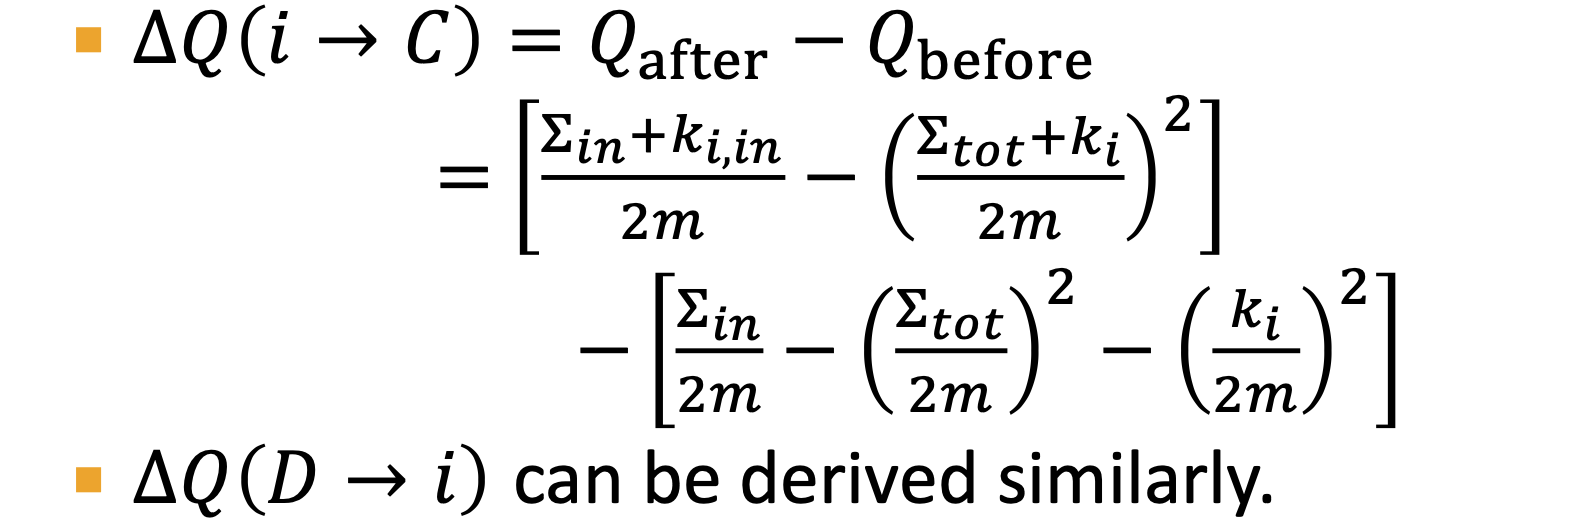 ▪ ΔQ(i → C) = Q_after − Q_before
= [ (Σ_in + k_i,in)/2m − ( (Σ_tot + k_i)/2m )² ]
− [ Σ_in/2m − ( Σ_tot/2m )² − ( k_i/2m )² ]
▪ ΔQ(D → i) can be derived similarly.